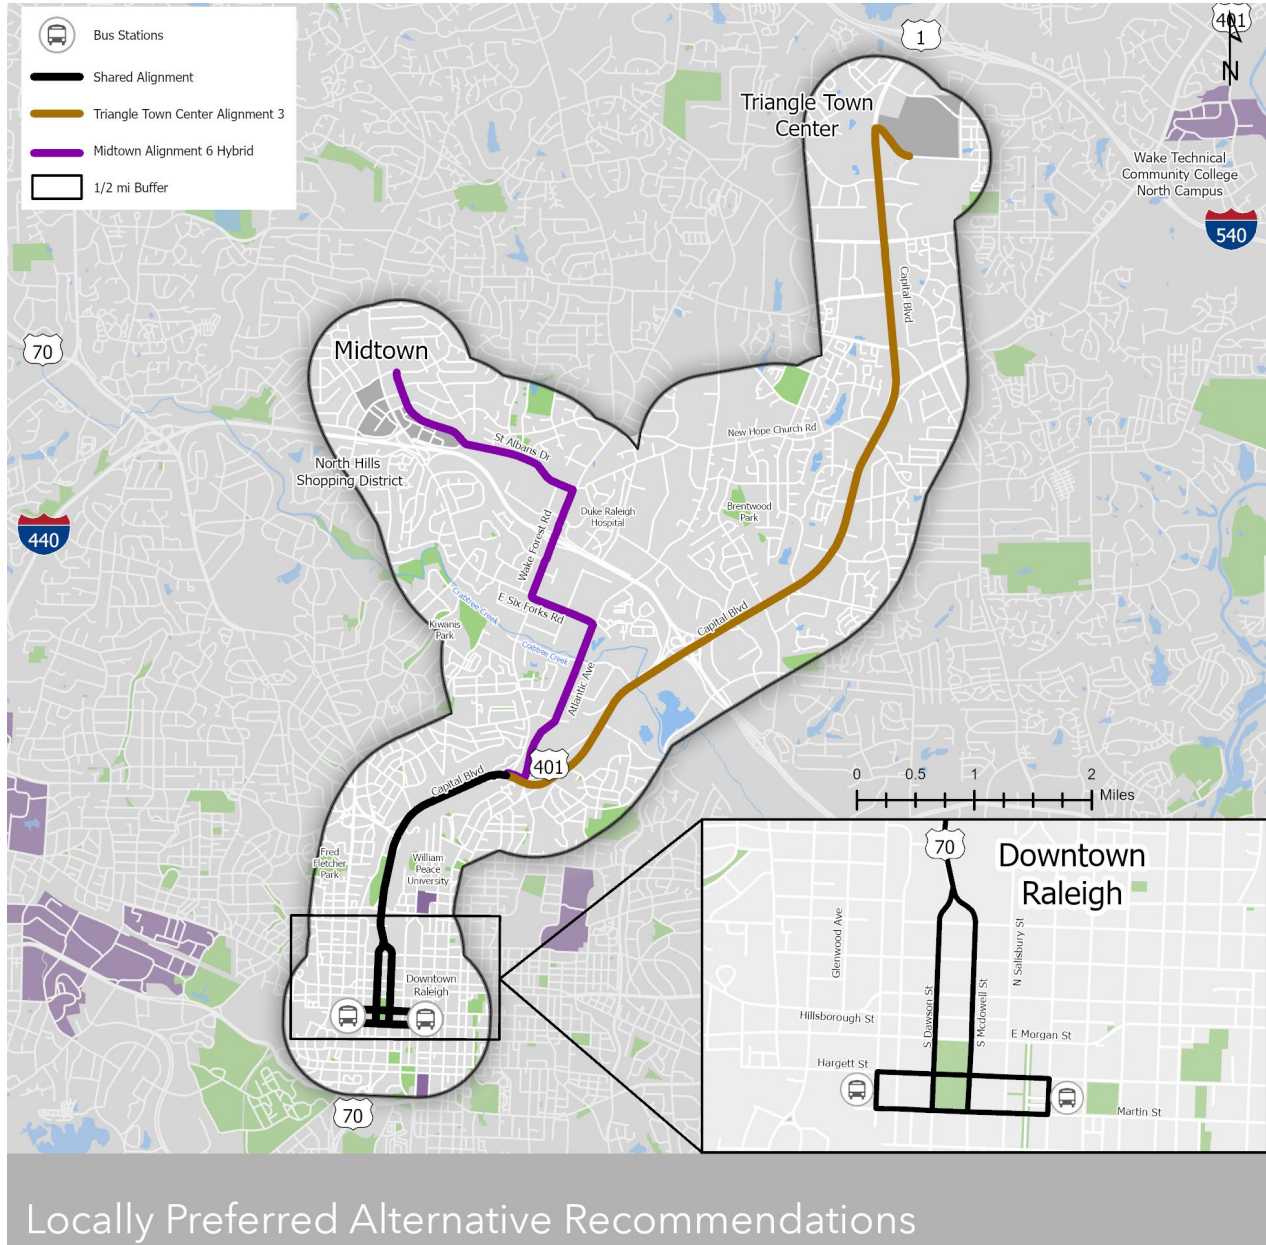 Bus Stations
Shared Alignment
Triangle Town Center Alignment 3
Midtown Alignment 6 Hybrid
1/2 mi Buffer
1
401
N
Triangle Town
Center
Wake Technical
Community College
North Campus
540
Capital Blvd
70
Midtown
St Albans Dr
New Hope Church Rd
North Hills
Shopping District
Duke Raleigh
Hospital
Brentwood
Park
440
Wake Forest Rd
E Six Forks Rd
Crabtree Creek
Kiwanis
Park
Crabtree Creek
Capital Blvd
Atlantic Ave
401
Capital Blvd
0 0.5 1 2
Miles
Fred
Fletcher
Park
William
Peace
University
Downtown
Raleigh
70
70
Downtown
Raleigh
Glenwood Ave
N Salisbury St
S Dawson St
S Mcdowell St
Hillsborough St
E Morgan St
Hargett St
Martin St
Locally Preferred Alternative Recommendations